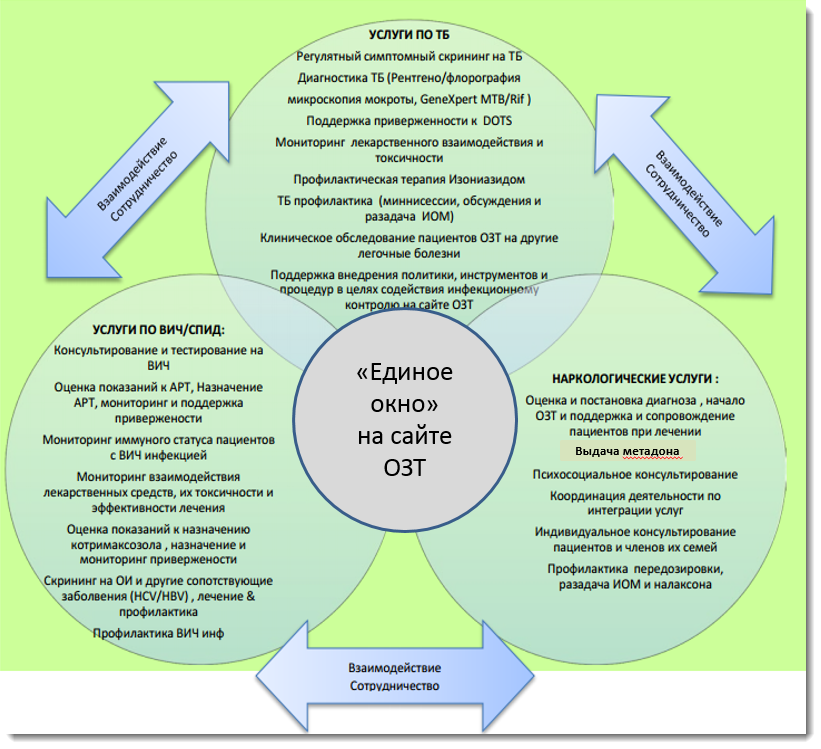 УСЛУГИ ПО ТБ
Регулятный симптомный скрининг на ТБ
Диагностика ТБ (Рентгено/флорография
микроскопия мокроты, GeneXpert MTB/Rif )
Поддержка приверженности к DOTS
Мониторинг лекарственного взаимодействия и
токсичности
Профилактическая терапия Изониазидом
ТБ профилактика (миннисессии, обсуждения и
разадача ИОМ)
Клиническое обследование пациентов ОЗТ на другие
легочные болезни
Поддержка внедрения политики, инструментов и
процедур в целях содействия инфекционному
контролю на сайте ОЗТ
Взаимодействие
Сотрудничество
Взаимодействие
Сотрудничество
УСЛУГИ ПО ВИЧ/СПИД:
Консультирование и тестирование на
ВИЧ
Оценка показаний к АРТ, Назначение
АРТ, мониторинг и поддержка
привержености
Мониторинг иммуного статуса пациентов
с ВИЧ инфекцией
Мониторинг взаимодействия
лекарственных средств, их токсичности и
эффективности лечения
Оценка показаний к назначению
котримаксозола , назначение и
мониторинг привержености
Скрининг на ОИ и другие сопотствующие
заболвения (HCV/HBV) , лечение &
профилактика
Профилактика ВИЧ инф
«Единое
окно»
на сайте
ОЗТ
НАРКОЛОГИЧЕСКИЕ УСЛУГИ :
Оценка и постановка диагноза , начало
ОЗТ и поддержка и сопровождение
пациентов при лечении
Выдача метадона
Психосоциальное консультирование
Координация деятельности по
интеграции услуг
Индивидуальное консультирование
пациентов и членов их семей
Профилактика передозировки,
разадача ИОМ и налаксона
Взаимодействие
Сотрудничество